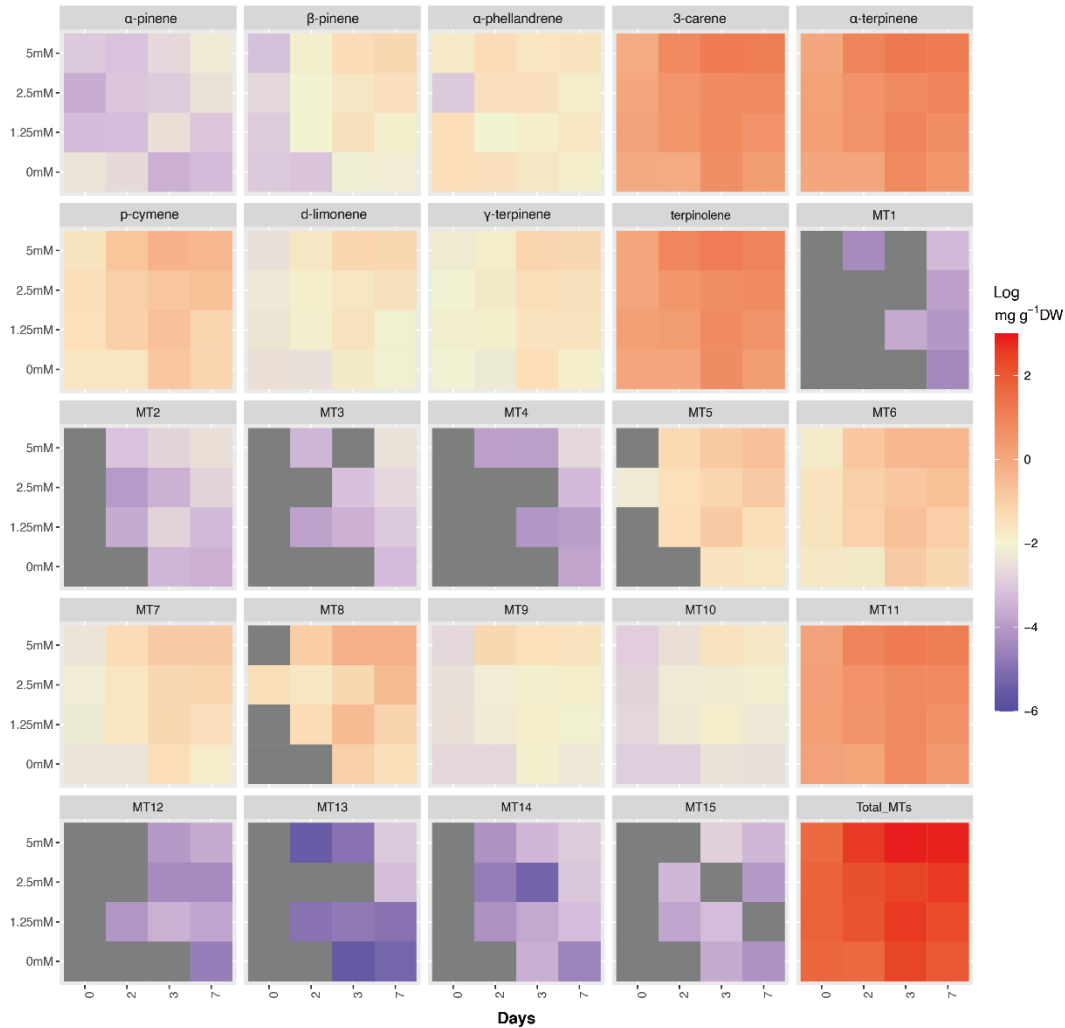 α-pinene β-pinene α-phellandrene 3-carene α-terpinene
5mM
2.5mM
1.25mM
0mM
p-cymene d-limonene γ-terpinene terpinolene MT1
5mM
2.5mM
1.25mM
0mM
MT2 MT3 MT4 MT5 MT6
5mM
2.5mM
1.25mM
0mM
MT7 MT8 MT9 MT10 MT11
5mM
2.5mM
1.25mM
0mM
MT12 MT13 MT14 MT15 Total_MTs
5mM
2.5mM
1.25mM
0mM
0 2 3 7 0 2 3 7 0 2 3 7 0 2 3 7 0 2 3 7
Days
Log
mg g⁻¹DW
2
0
−2
−4
−6